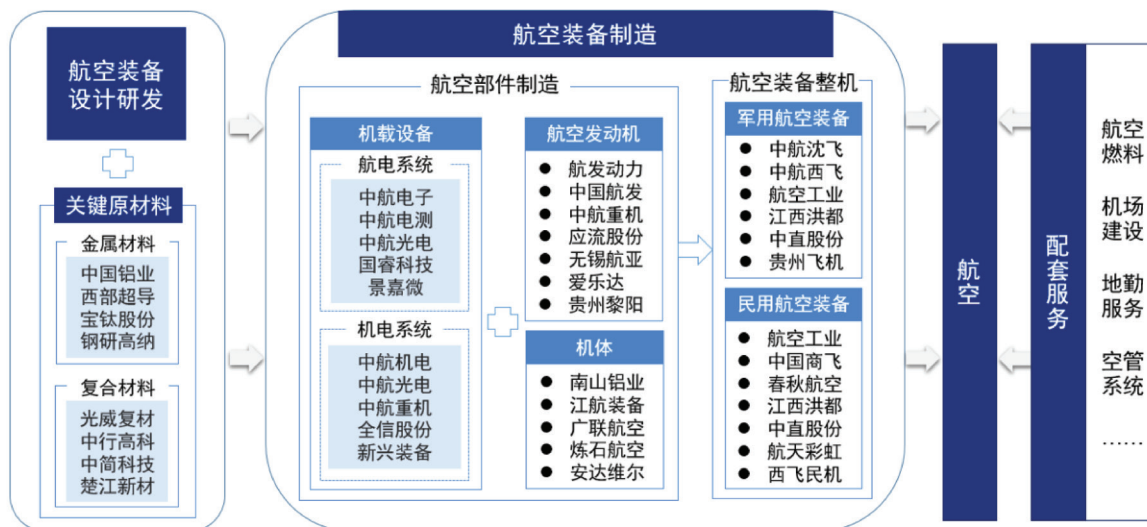 航空装备
设计研发
关键原材料
金属材料
中国铝业
西部超导
宝钛股份
钢研高纳
复合材料
光威复材
中行高科
中简科技
楚江新材
航空装备制造
航空部件制造
机载设备
航电系统
中航电子
中航电测
中航光电
国睿科技
景嘉微
机电系统
中航机电
中航光电
中航重机
全信股份
新兴装备
航空发动机
航发动力
中国航发
中航重机
应流股份
无锡航亚
爱乐达
贵州黎阳
机体
南山铝业
江航装备
广联航空
炼石航空
安达维尔
航空装备整机
军用航空装备
中航沈飞
中航西飞
航空工业
江西洪都
中直股份
贵州飞机
民用航空装备
航空工业
中国商飞
春秋航空
江西洪都
中直股份
航天彩虹
西飞民机
航空
配套服务
航空
燃料
机场
建设
地勤
服务
空管
系统
……